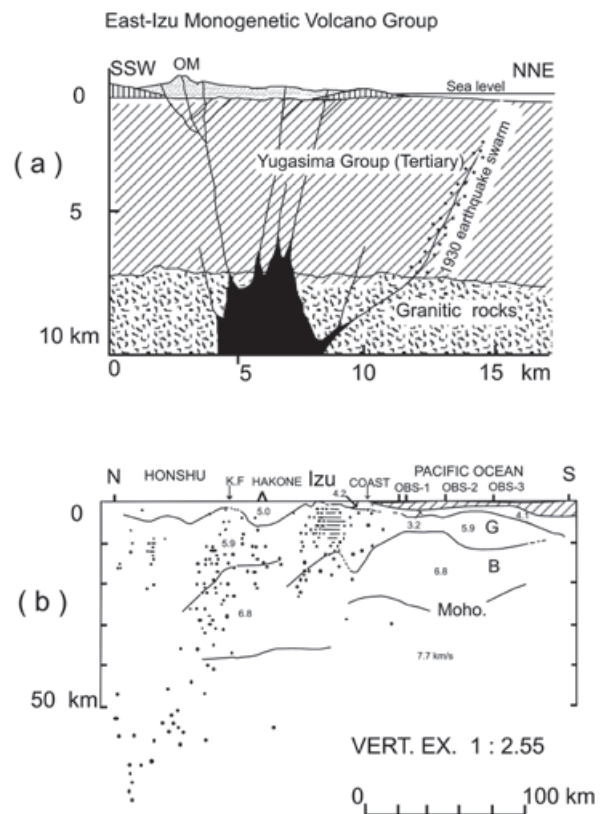 East-Izu Monogenetic Volcano Group
SSW OM NNE
Sea level
0
( a )
Yugasima Group (Tertiary)
1930 earthquake swarm
5
Granitic rocks
10 km
0 5 10 15 km
N HONSHU K.F HAKONE Izu COAST PACIFIC OCEAN S
OBS-1 OBS-2 OBS-3
4.2
0 5.0 4.1
3.2 5.9 G
5.9
B
6.8
( b )
6.8 Moho.
7.7 km/s
50 km
VERT. EX. 1 : 2.55
0 100 km